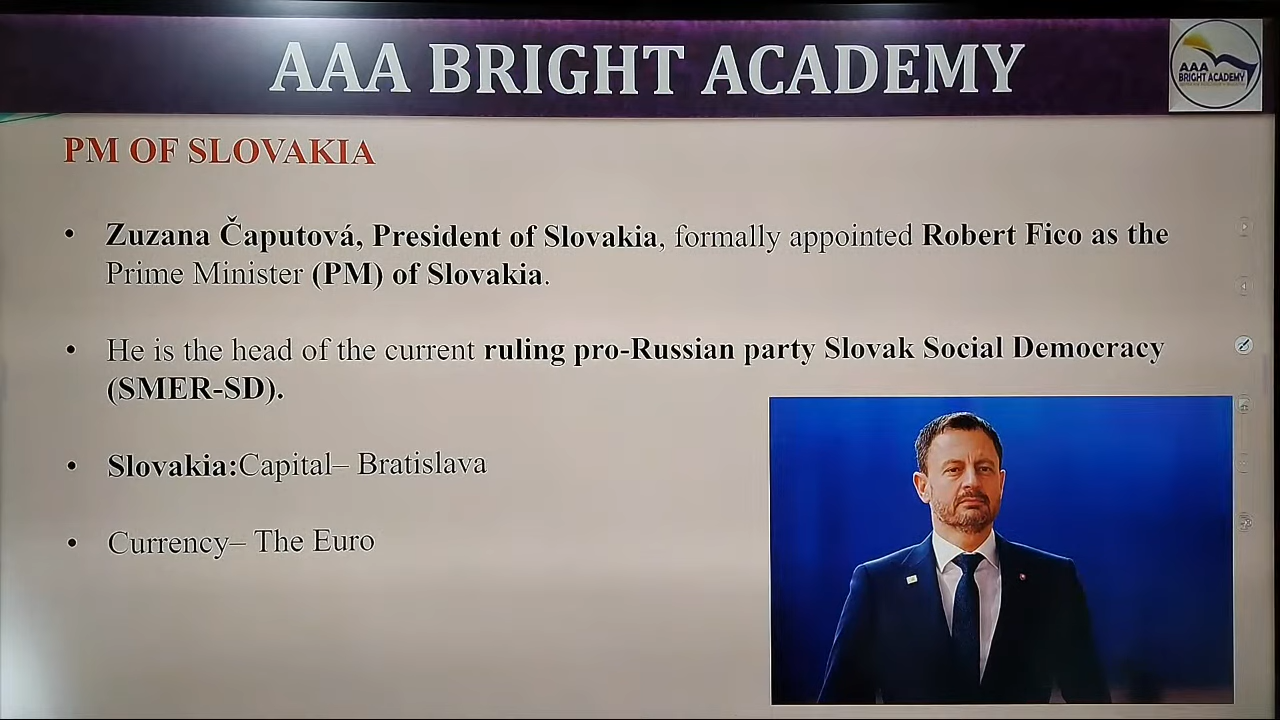 AAA BRIGHT ACADEMY
AAA
BRIGHT ACADEMY
PM OF SLOVAKIA
• Zuzana Čaputová, President of Slovakia, formally appointed Robert Fico as the
Prime Minister (PM) of Slovakia.
• He is the head of the current ruling pro-Russian party Slovak Social Democracy
(SMER-SD).
• Slovakia:Capital– Bratislava
• Currency– The Euro